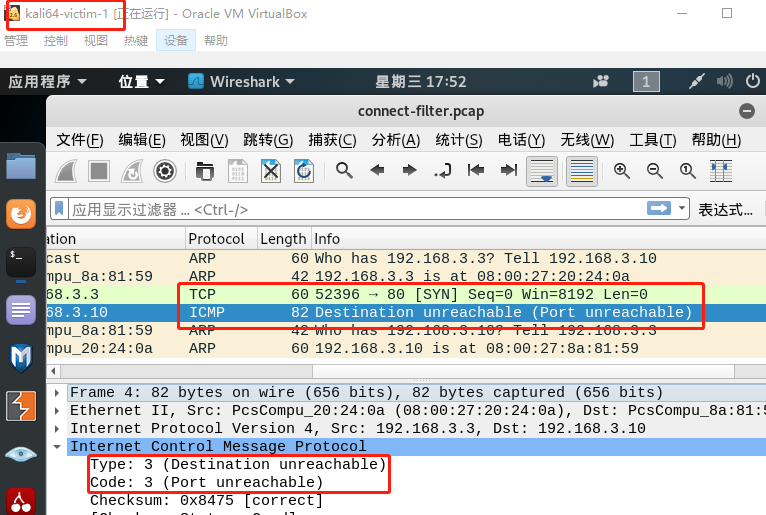 kali64-victim-1 [正在运行] - Oracle VM VirtualBox
管理 控制 视图 热键 设备 帮助
应用程序 位置 Wireshark 星期三 17:52 1
connect-filter.pcap
文件(F) 编辑(E) 视图(V) 跳转(G) 捕获(C) 分析(A) 统计(S) 电话(Y) 无线(W) 工具(T) 帮助(H)
应用显示过滤器 … <Ctrl-/> 表达式…
ation Protocol Length Info
cast ARP 60 Who has 192.168.3.3? Tell 192.168.3.10
ompu_8a:81:59 ARP 42 192.168.3.3 is at 08:00:27:20:24:0a
68.3.3 TCP 60 52396 → 80 [SYN] Seq=0 Win=8192 Len=0
68.3.10 ICMP 82 Destination unreachable (Port unreachable)
ompu_8a:81:59 ARP 42 Who has 192.168.3.10? Tell 192.168.3.3
ompu_20:24:0a ARP 60 192.168.3.10 is at 08:00:27:8a:81:59
Frame 4: 82 bytes on wire (656 bits), 82 bytes captured (656 bits)
Ethernet II, Src: PcsCompu_20:24:0a (08:00:27:20:24:0a), Dst: PcsCompu_8a:81:5
Internet Protocol Version 4, Src: 192.168.3.3, Dst: 192.168.3.10
Internet Control Message Protocol
Type: 3 (Destination unreachable)
Code: 3 (Port unreachable)
Checksum: 0x8475 [correct]